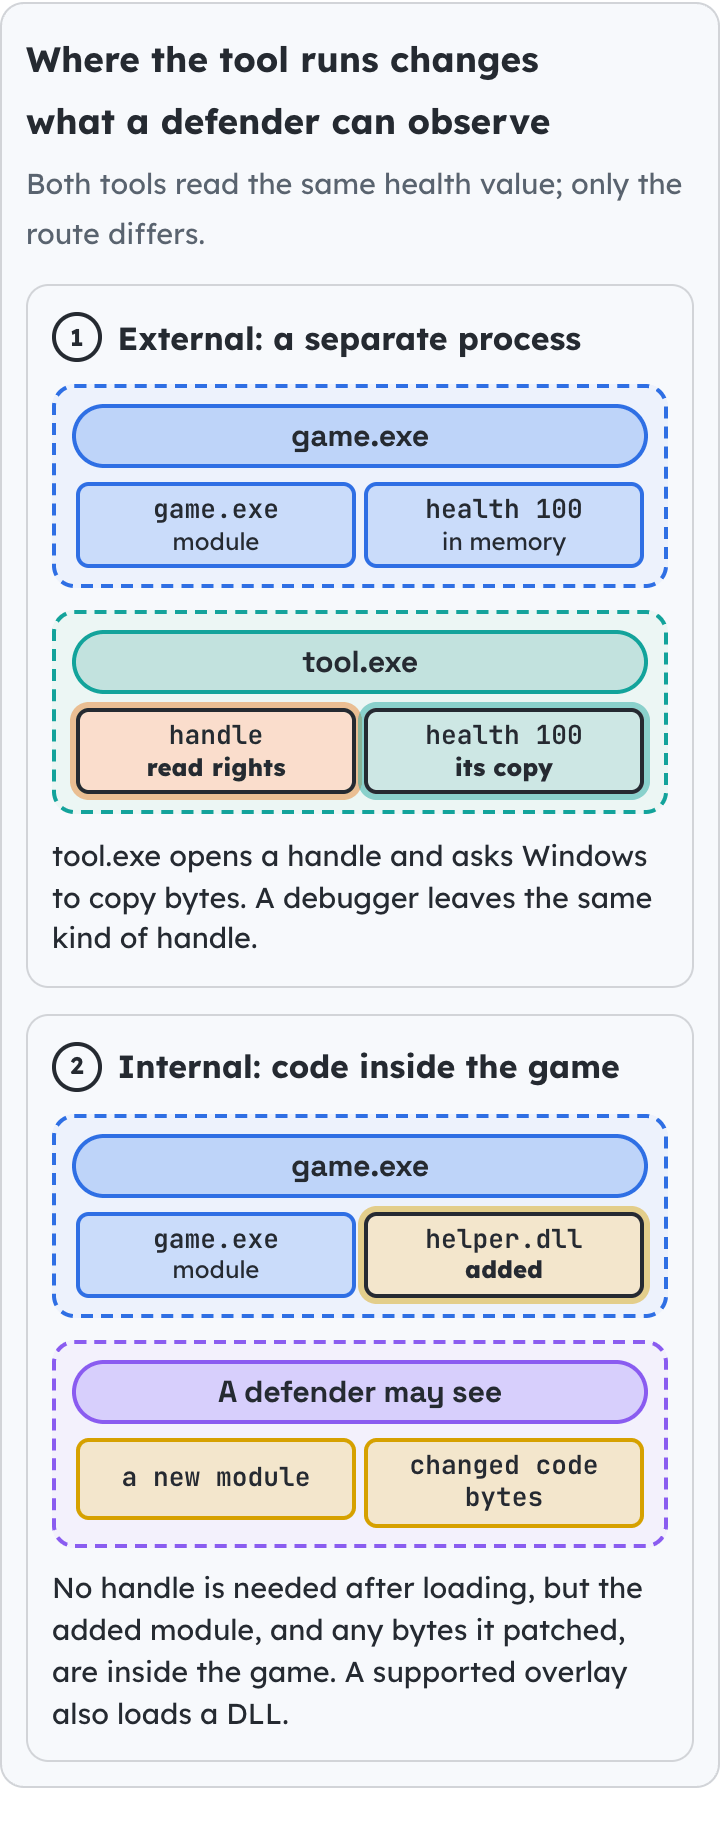 Where the tool runs changes
what a defender can observe
Both tools read the same health value; only the
route differs.
1 External: a separate process
game.exe
game.exe
module
health 100
in memory
tool.exe
handle
read rights
health 100
its copy
tool.exe opens a handle and asks Windows
to copy bytes. A debugger leaves the same
kind of handle.
2 Internal: code inside the game
game.exe
game.exe
module
helper.dll
added
A defender may see
a new module
changed code
bytes
No handle is needed after loading, but the
added module, and any bytes it patched,
are inside the game. A supported overlay
also loads a DLL.